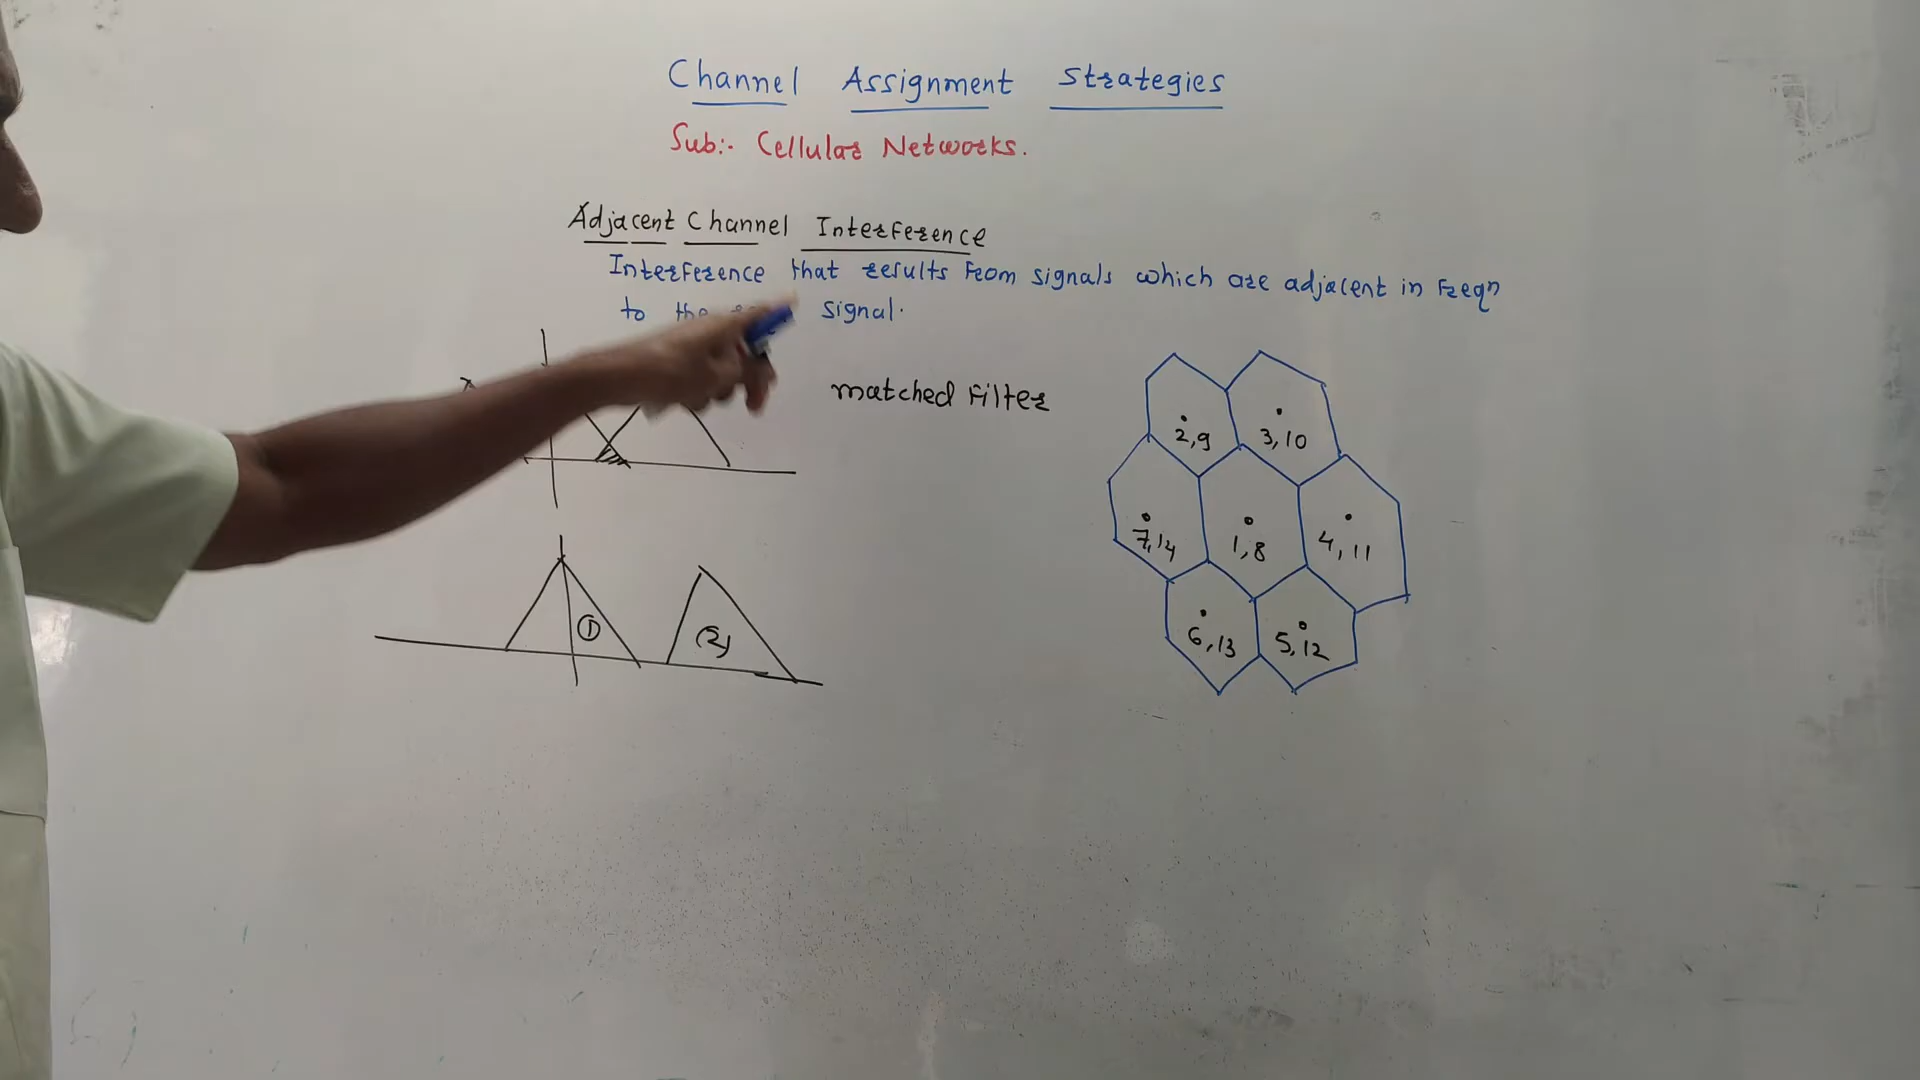 Channel Assignment Strategies
Sub:- Cellular Networks.
Adjacent Channel Interference
Interference that results from signals which are adjacent in Freqn
to the signal.
matched Filter
2,9
3,10
7,14
1,8
4,11
6,13
5,12
①
(2)